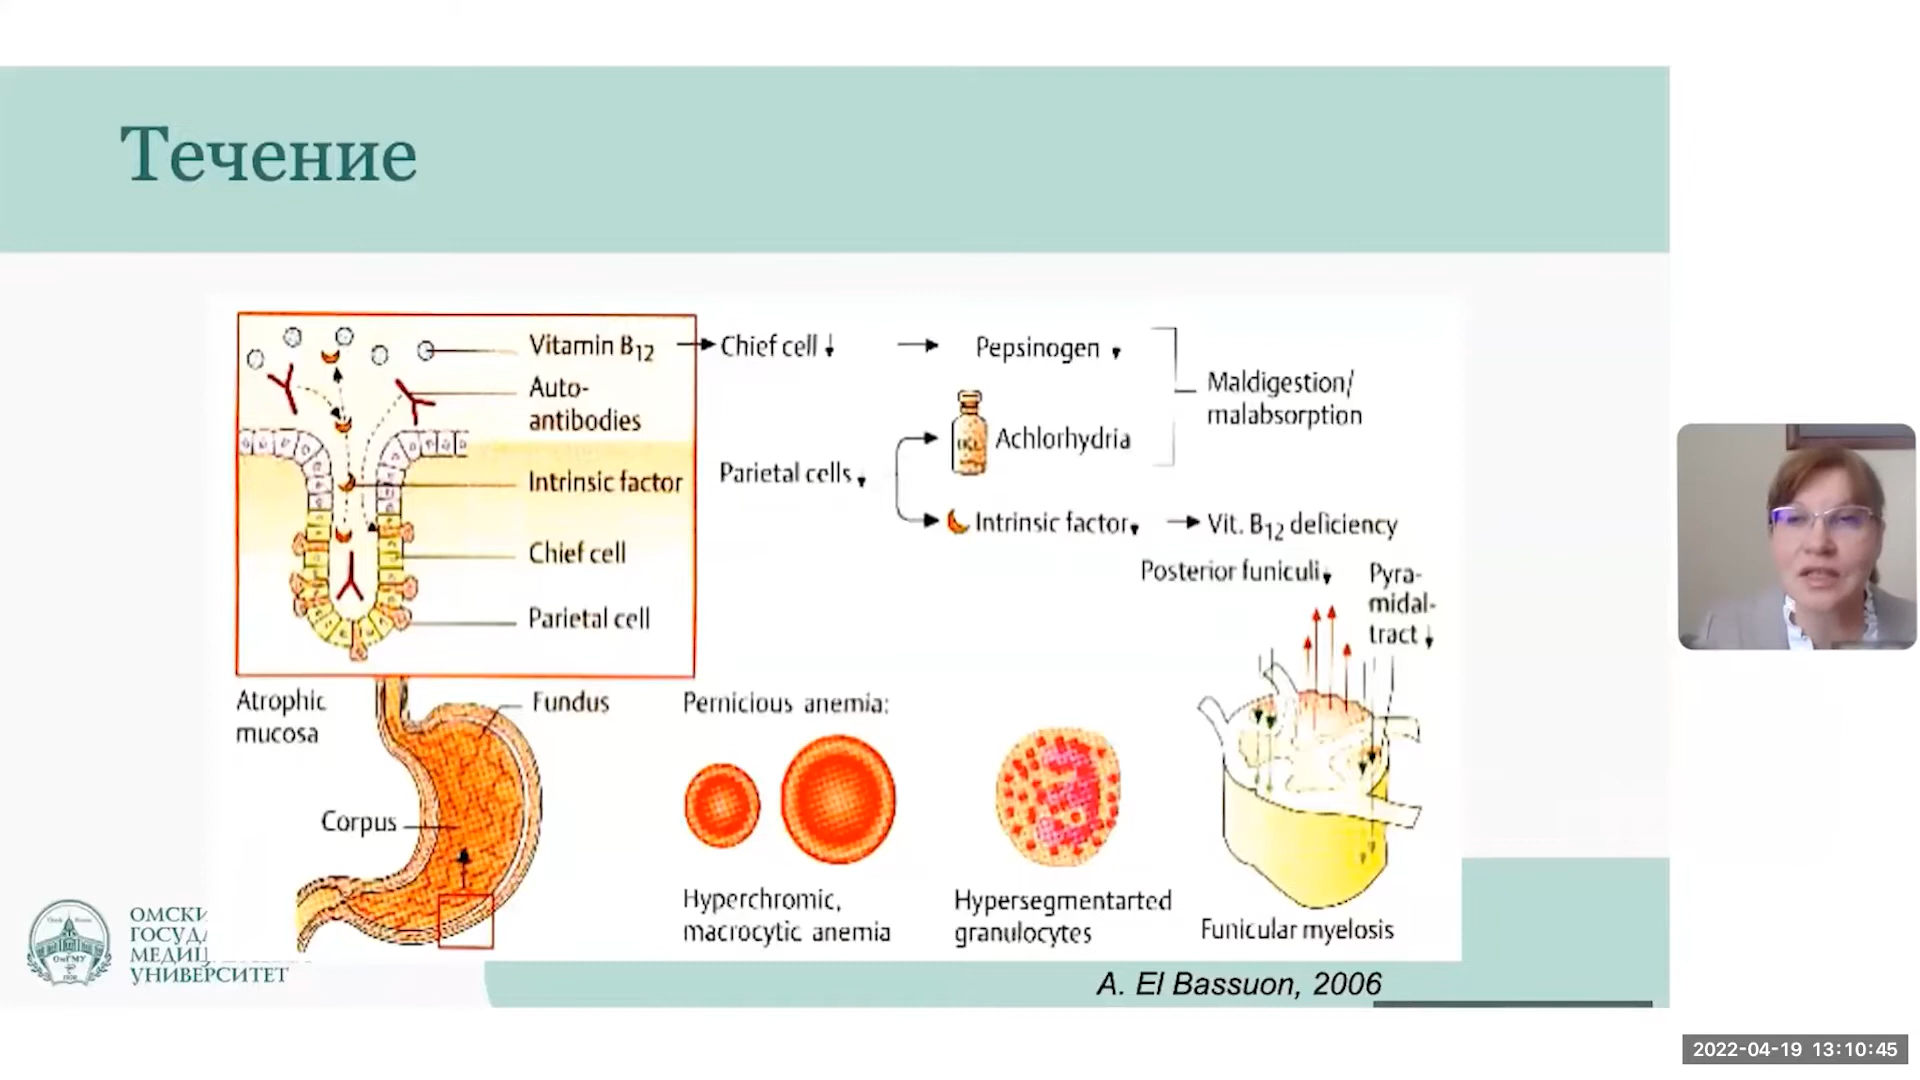 Течение
Vitamin B12
Auto-
antibodies
Intrinsic factor
Chief cell
Parietal cell
Chief cell ↓
Pepsinogen
Maldigestion/
malabsorption
Achlorhydria
Parietal cells
Intrinsic factor
Vit. B12 deficiency
Posterior funiculi
Pyra-
midal-
tract ↓
Atrophic
mucosa
Fundus
Corpus
Pernicious anemia:
Hyperchromic,
macrocytic anemia
Hypersegmentarted
granulocytes
Funicular myelosis
УНИВЕРСИТЕТ
A. El Bassuon, 2006
2022-04-19 13:10:45